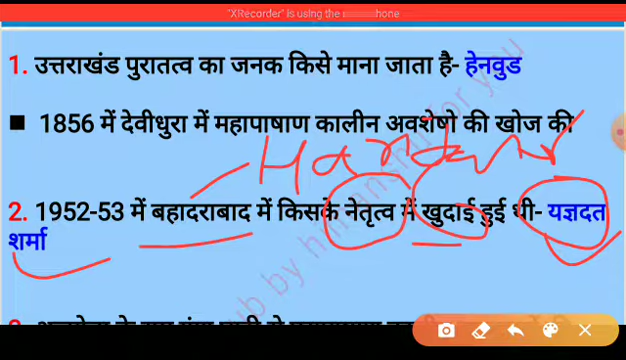 "XRecorder" is using the phone
1. उत्तराखंड पुरातत्व का जनक किसे माना जाता है- हेनवुड
■ 1856 में देवीधुरा में महापाषाण कालीन अवशेषो की खोज की
2. 1952-53 में बहादराबाद में किसके नेतृत्व में खुदाई हुई थी- यज्ञदत
शर्मा